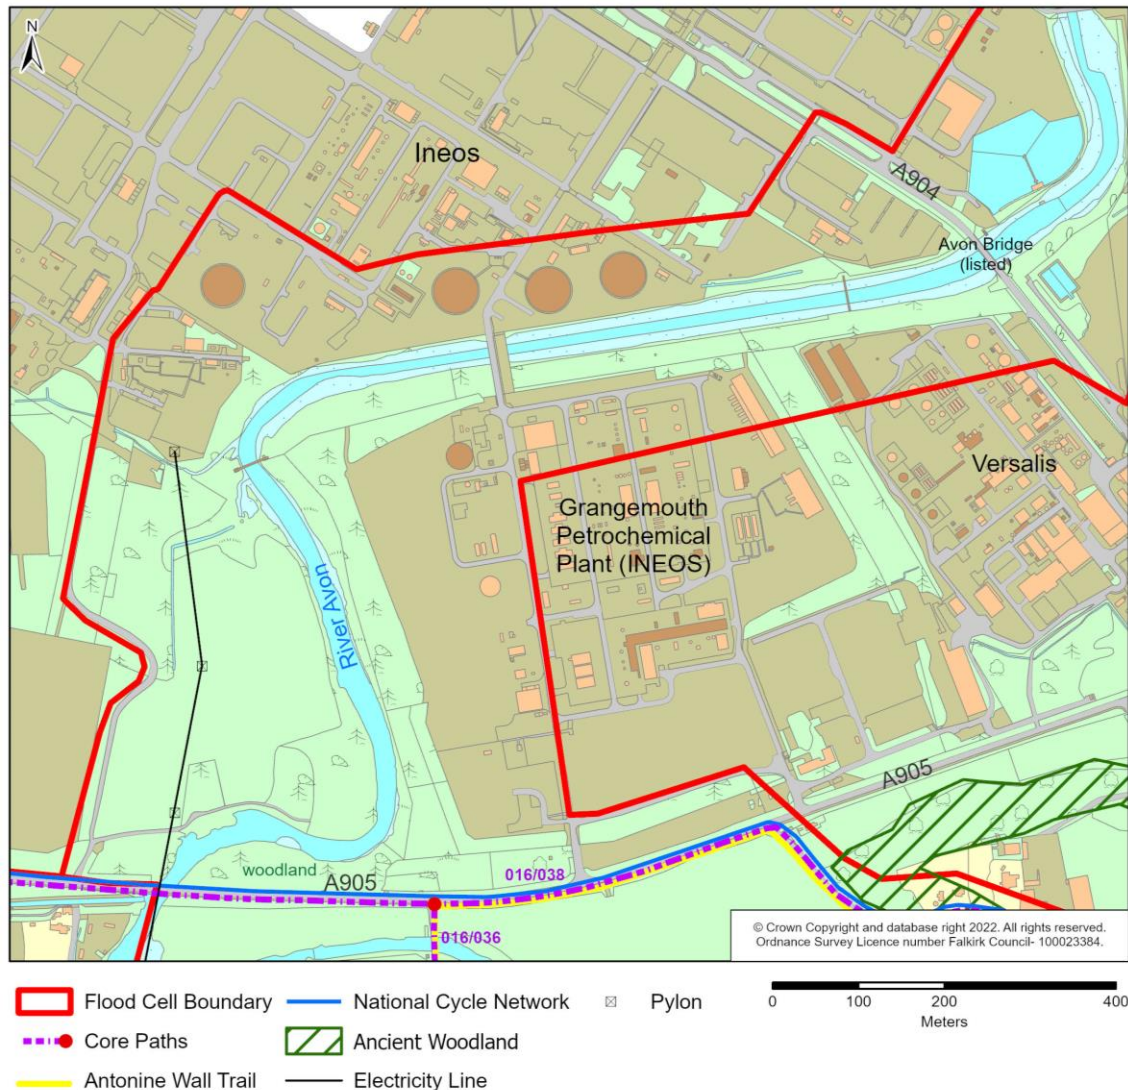 N
Ineos
A904
Avon Bridge
(listed)
Versalis
Grangemouth
Petrochemical
Plant (INEOS)
River Avon
A905
woodland
A905
016/038
016/036
© Crown Copyright and database right 2022. All rights reserved.
Ordnance Survey Licence number Falkirk Council- 100023384.
Flood Cell Boundary
National Cycle Network
Pylon
Core Paths
Ancient Woodland
Antonine Wall Trail
Electricity Line
0 100 200 400
Meters